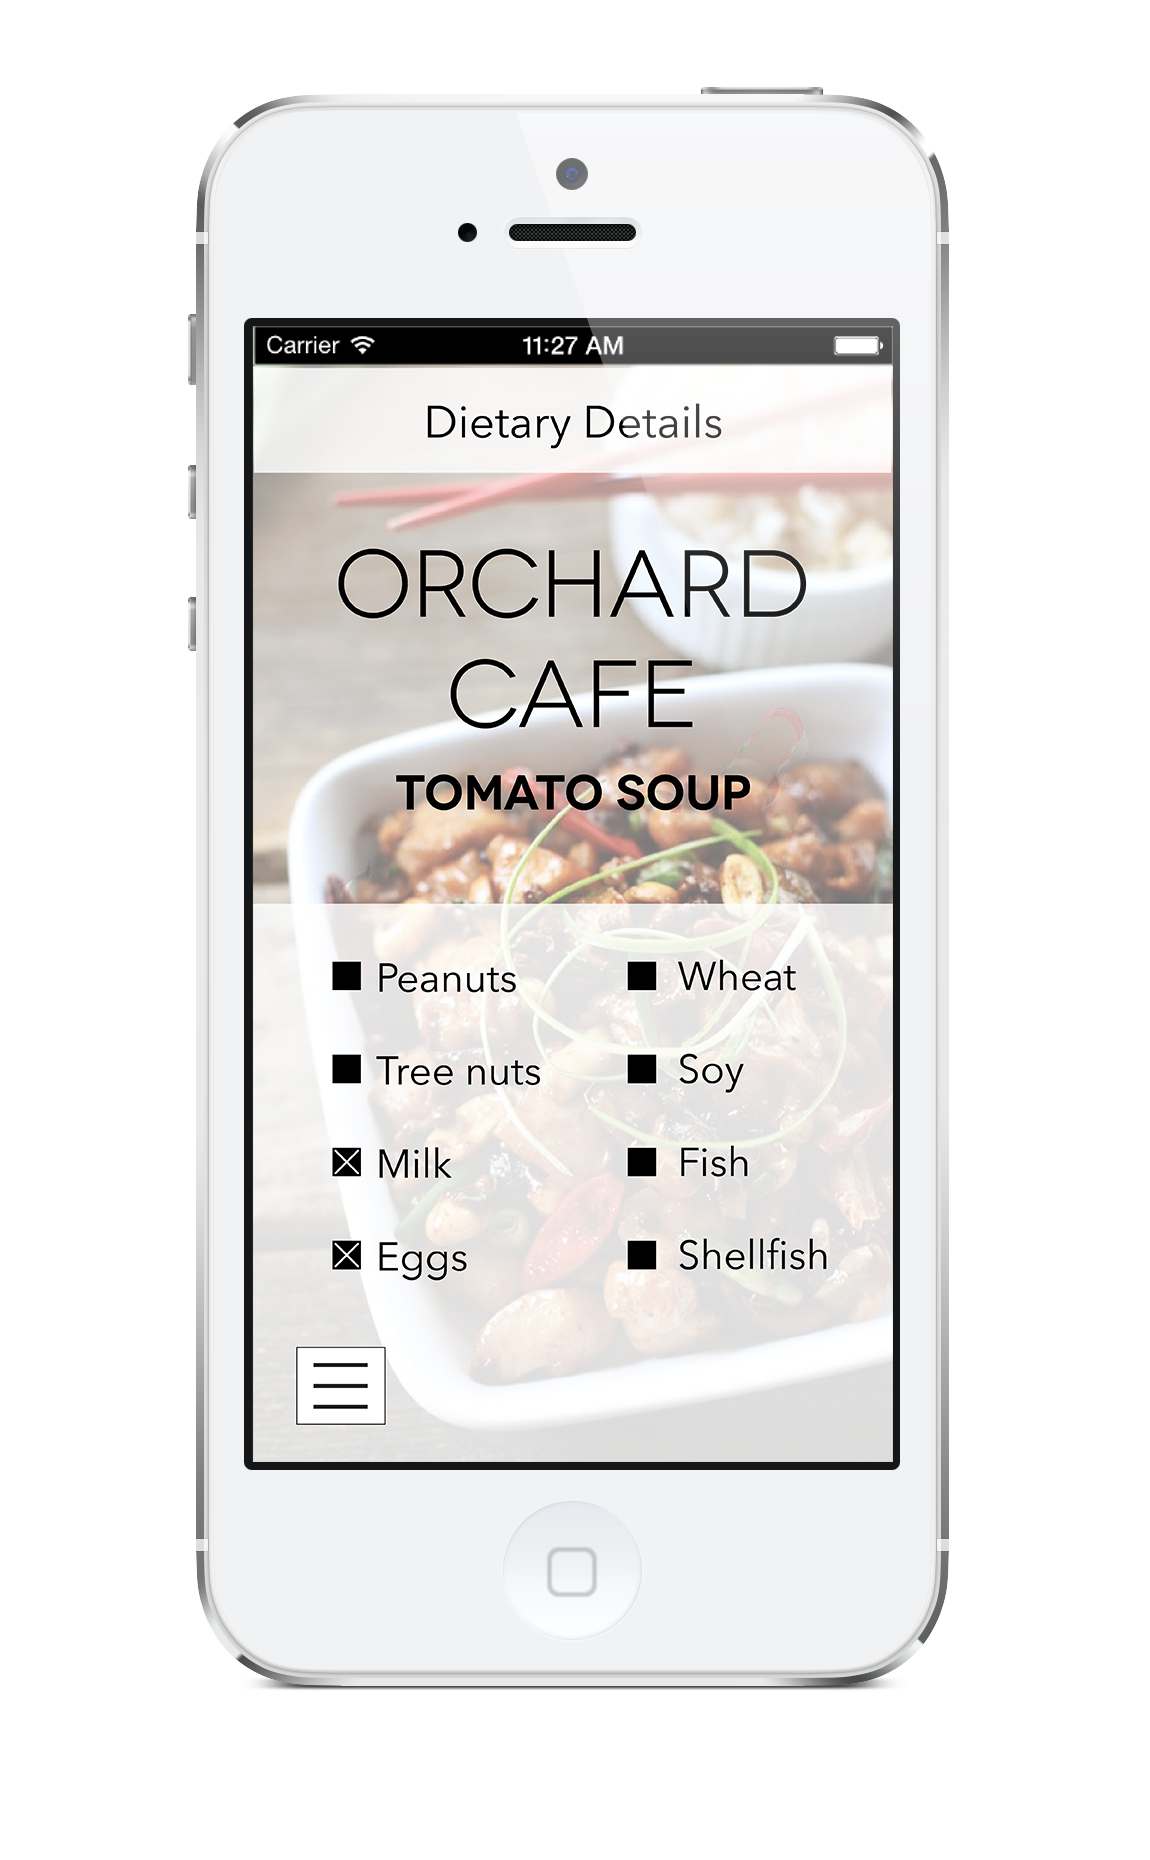 Carrier 11:27 AM
Dietary Details
ORCHARD
CAFE
TOMATO SOUP
Peanuts Wheat
Tree nuts Soy
Milk Fish
Eggs Shellfish